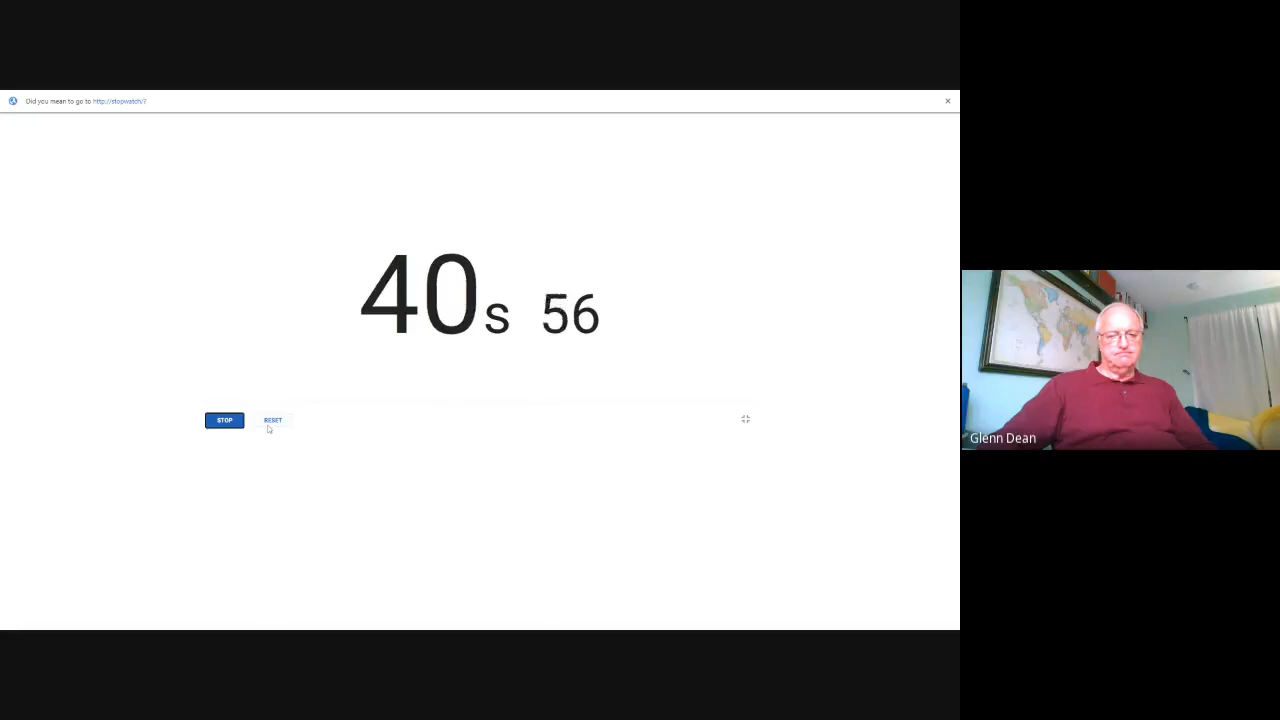 Did you mean to go to http://stopwatch/?
40s 56
STOP
RESET
Glenn Dean